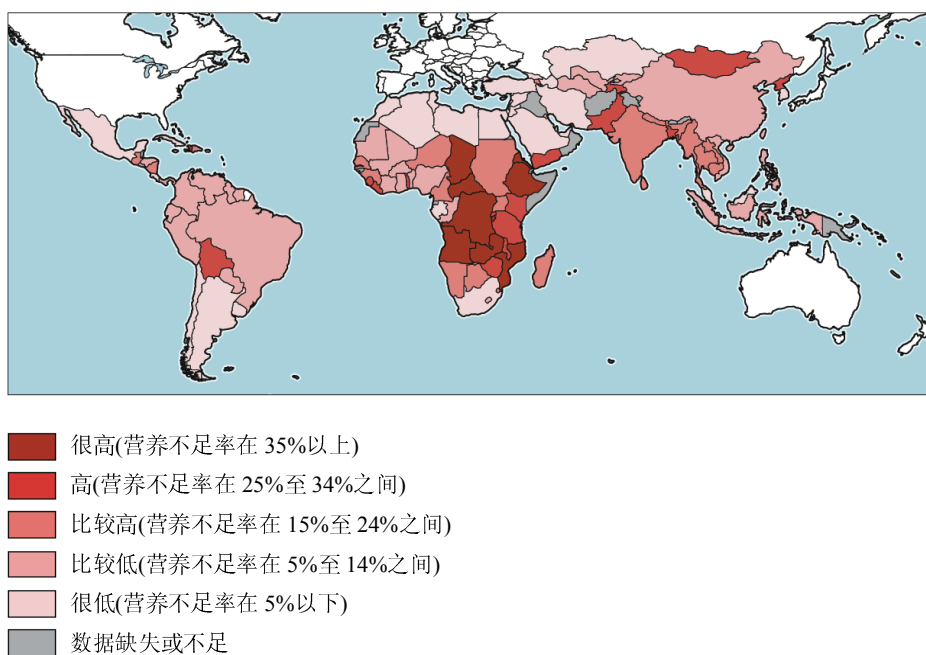 很高(营养不足率在 35%以上)
高(营养不足率在 25%至 34%之间)
比较高(营养不足率在 15%至 24%之间)
比较低(营养不足率在 5%至 14%之间)
很低(营养不足率在 5%以下)
数据缺失或不足